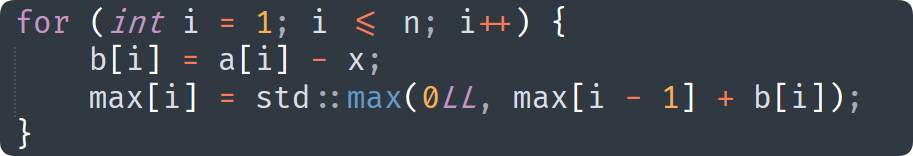 for (int i = 1; i <= n; i++) {
    b[i] = a[i] - x;
    max[i] = std::max(0LL, max[i - 1] + b[i]);
}